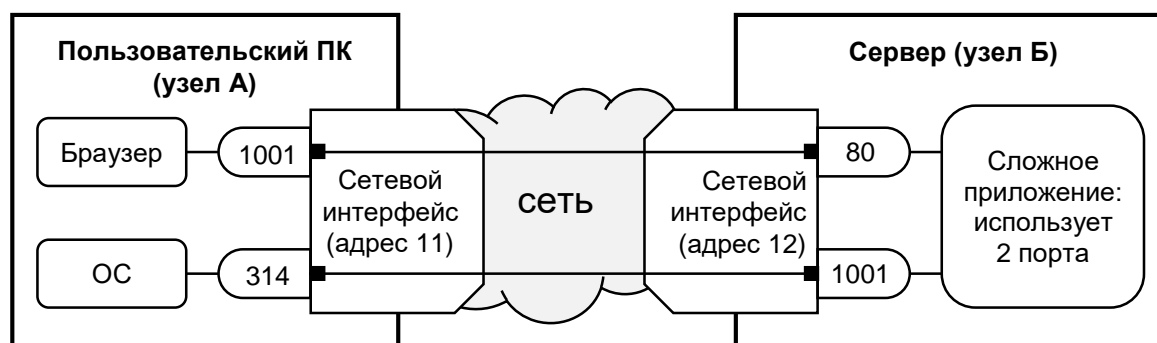 Пользовательский ПК
(узел А)
Браузер
1001
Сетевой
интерфейс
(адрес 11)
ОС
314
сеть
Сервер (узел Б)
Сетевой
интерфейс
(адрес 12)
80
1001
Сложное
приложение:
использует
2 порта